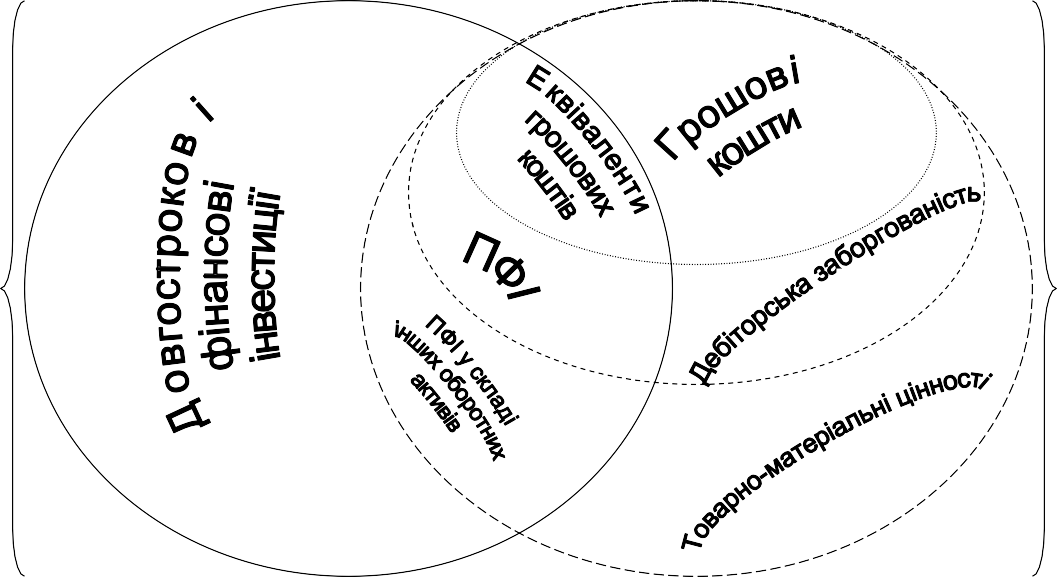 Довгострокові
фінансові
інвестиції
Еквіваленти
грошових
коштів
Грошові
кошти
ПФІ
ПФІ у складі
інших оборотних
активів
Дебіторська заборгованість
Товарно-матеріальні цінності